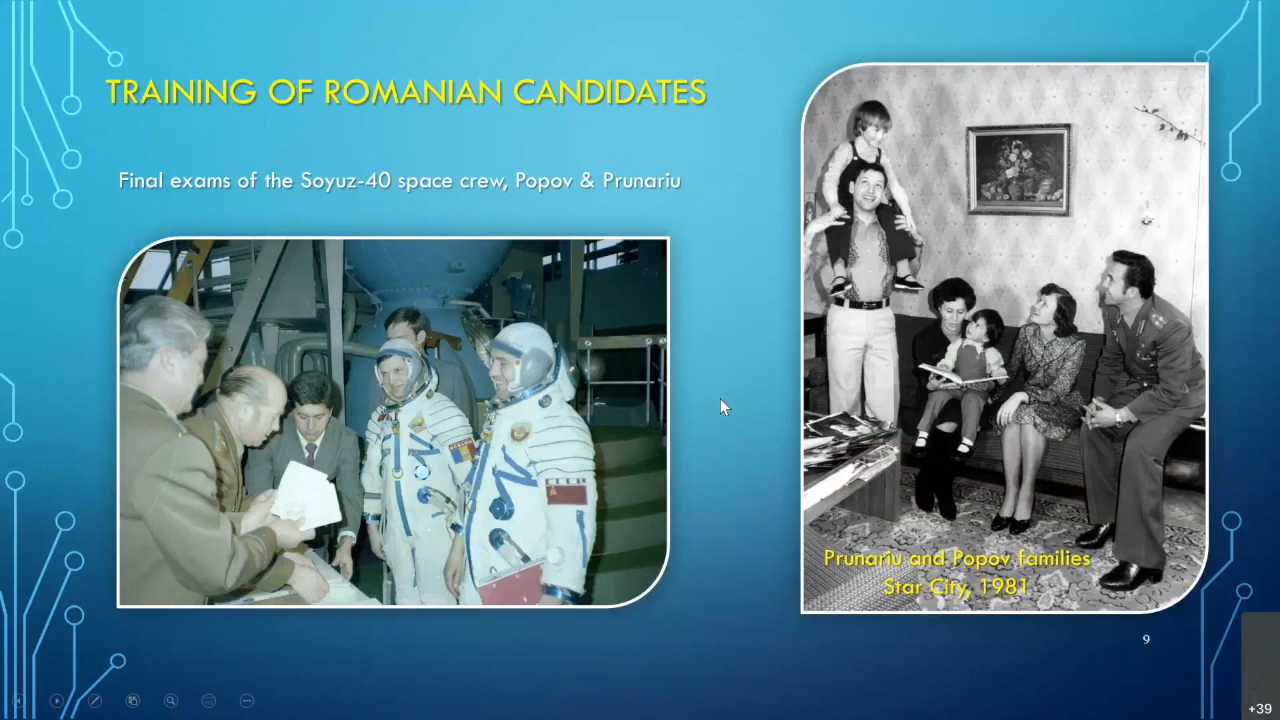 TRAINING OF ROMANIAN CANDIDATES
Final exams of the Soyuz-40 space crew, Popov & Prunariu
CCCP
Prunariu and Popov families
Star City, 1981
9
+39